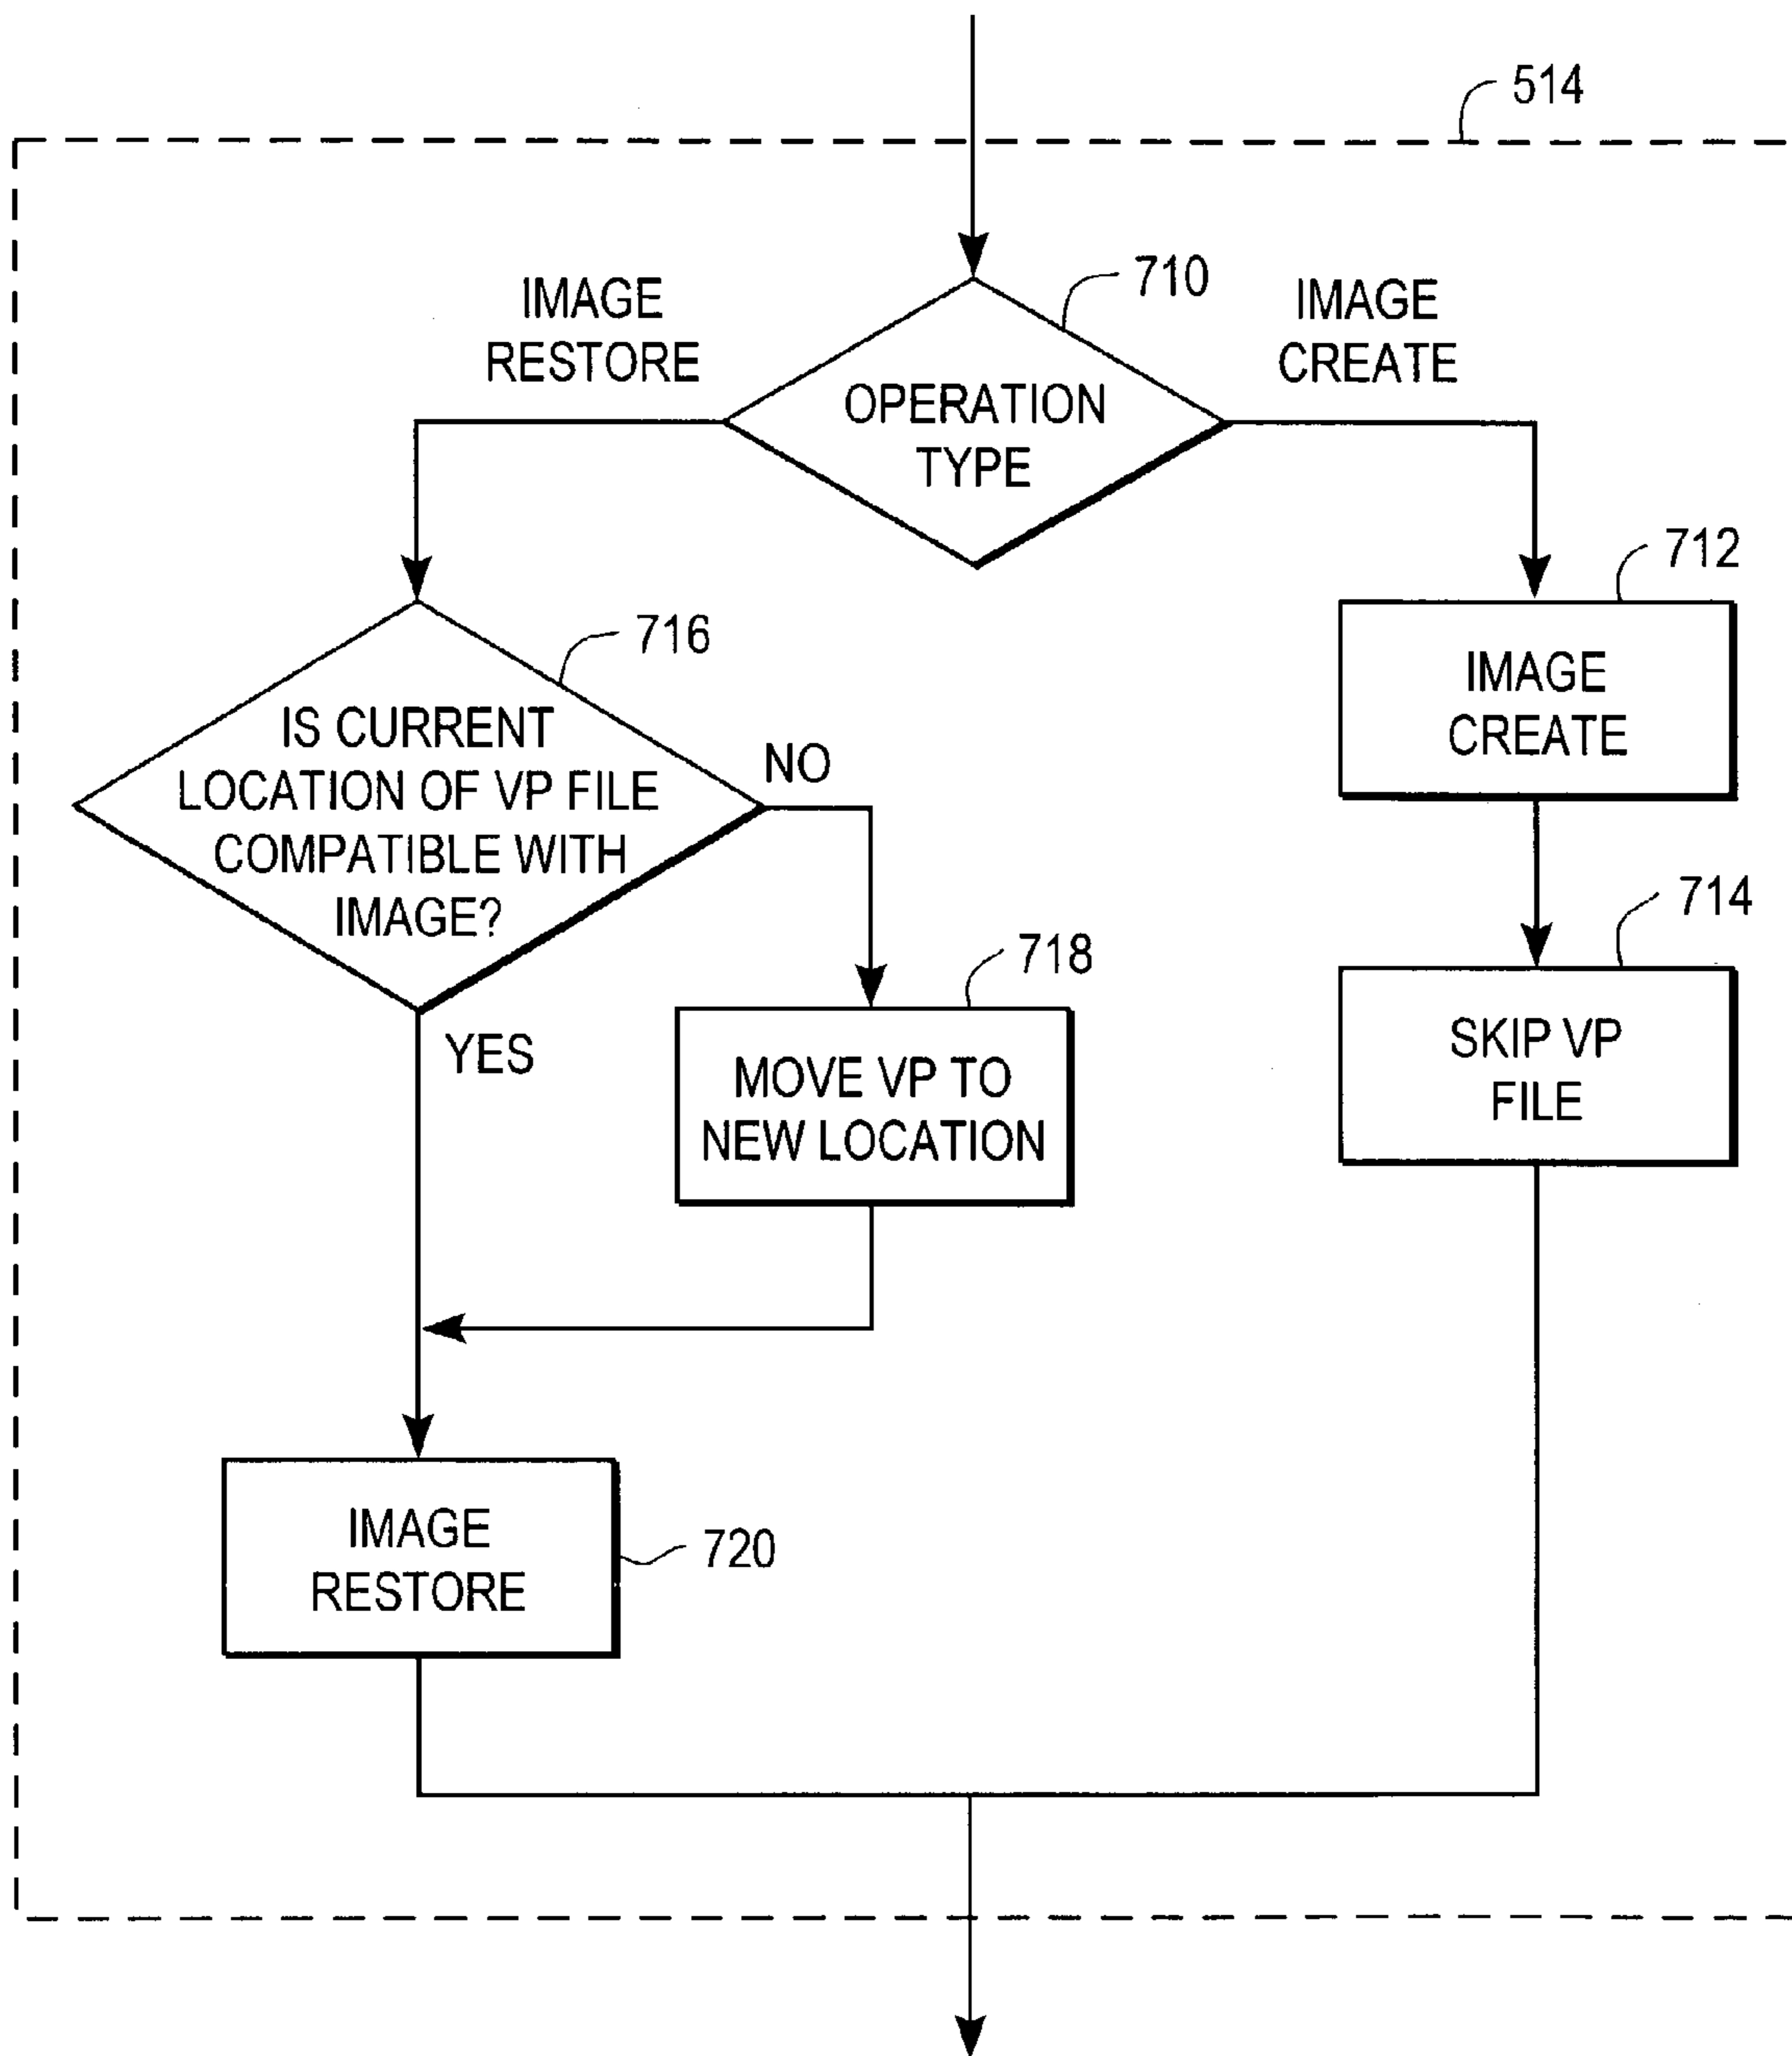 514
710
IMAGE
RESTORE
IMAGE
CREATE
OPERATION
TYPE
712
716
IMAGE
CREATE
IS CURRENT
LOCATION OF VP FILE
COMPATIBLE WITH
IMAGE?
NO
714
718
SKIP VP
FILE
YES
MOVE VP TO
NEW LOCATION
IMAGE
RESTORE
720